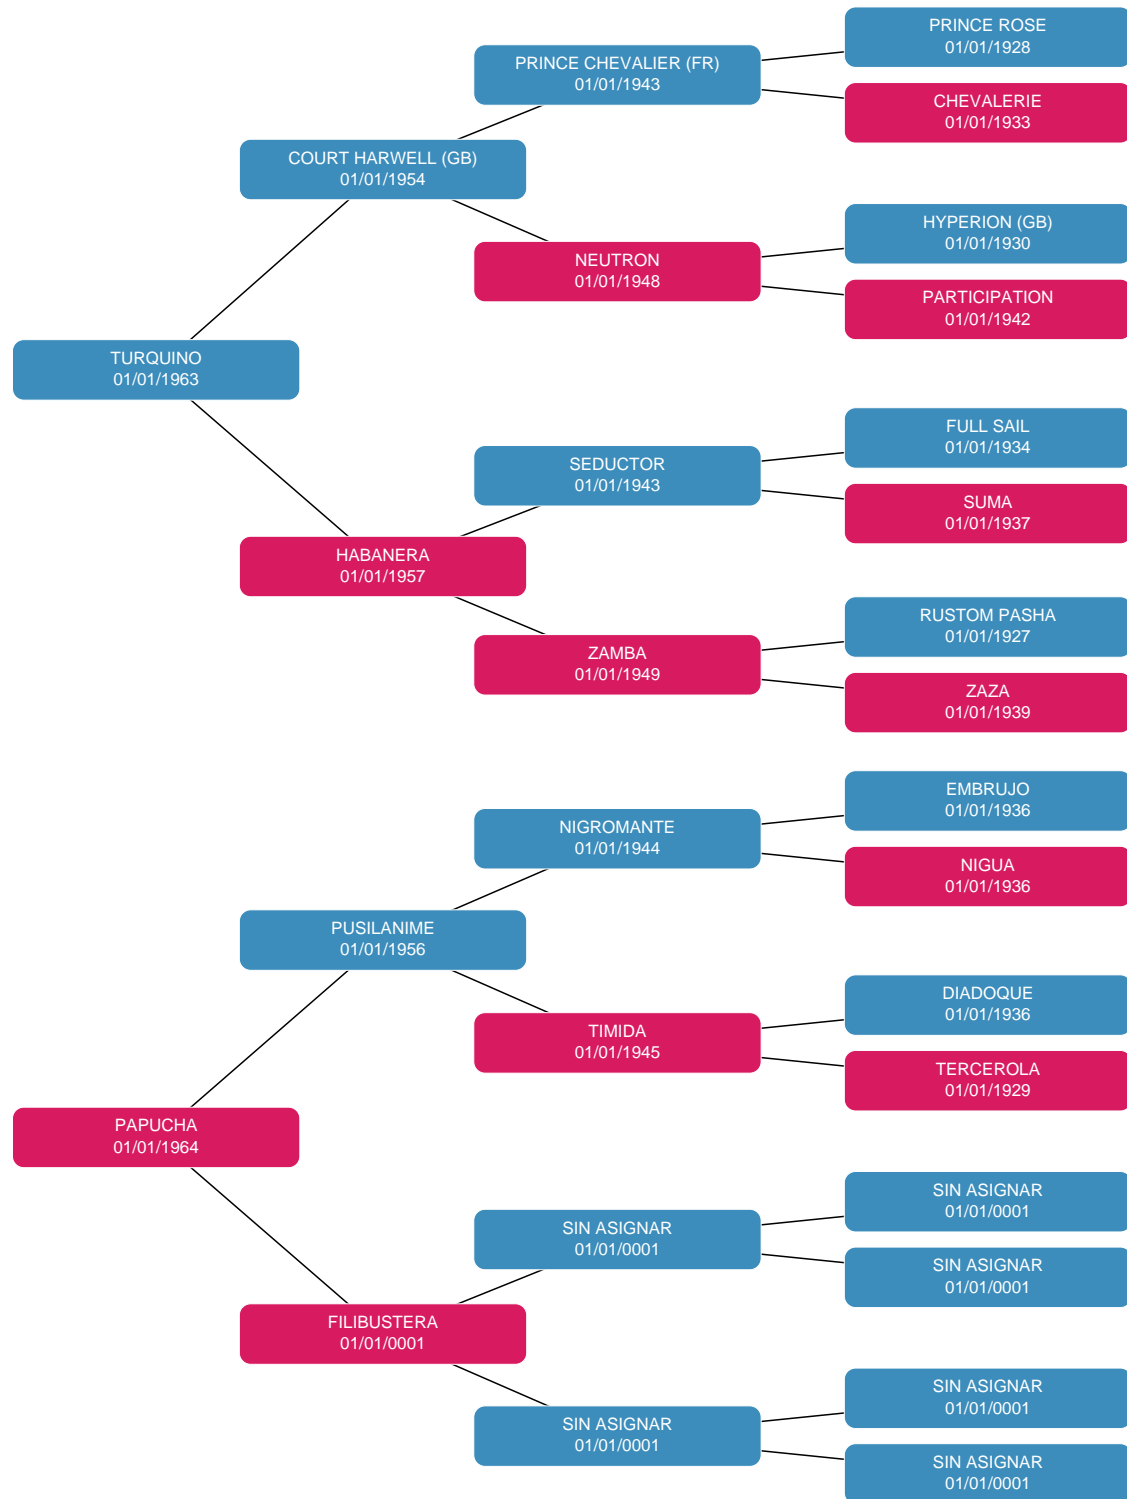 PRINCE ROSE
01/01/1928
PRINCE CHEVALIER (FR)
01/01/1943
CHEVALERIE
01/01/1933
COURT HARWELL (GB)
01/01/1954
HYPERION (GB)
01/01/1930
NEUTRON
01/01/1948
PARTICIPATION
01/01/1942
TURQUINO
01/01/1963
FULL SAIL
01/01/1934
SEDUCTOR
01/01/1943
SUMA
01/01/1937
HABANERA
01/01/1957
RUSTOM PASHA
01/01/1927
ZAMBA
01/01/1949
ZAZA
01/01/1939
EMBRUJO
01/01/1936
NIGROMANTE
01/01/1944
NIGUA
01/01/1936
PUSILANIME
01/01/1956
DIADOQUE
01/01/1936
TIMIDA
01/01/1945
TERCEROLA
01/01/1929
PAPUCHA
01/01/1964
SIN ASIGNAR
01/01/0001
SIN ASIGNAR
01/01/0001
SIN ASIGNAR
01/01/0001
FILIBUSTERA
01/01/0001
SIN ASIGNAR
01/01/0001
SIN ASIGNAR
01/01/0001
SIN ASIGNAR
01/01/0001